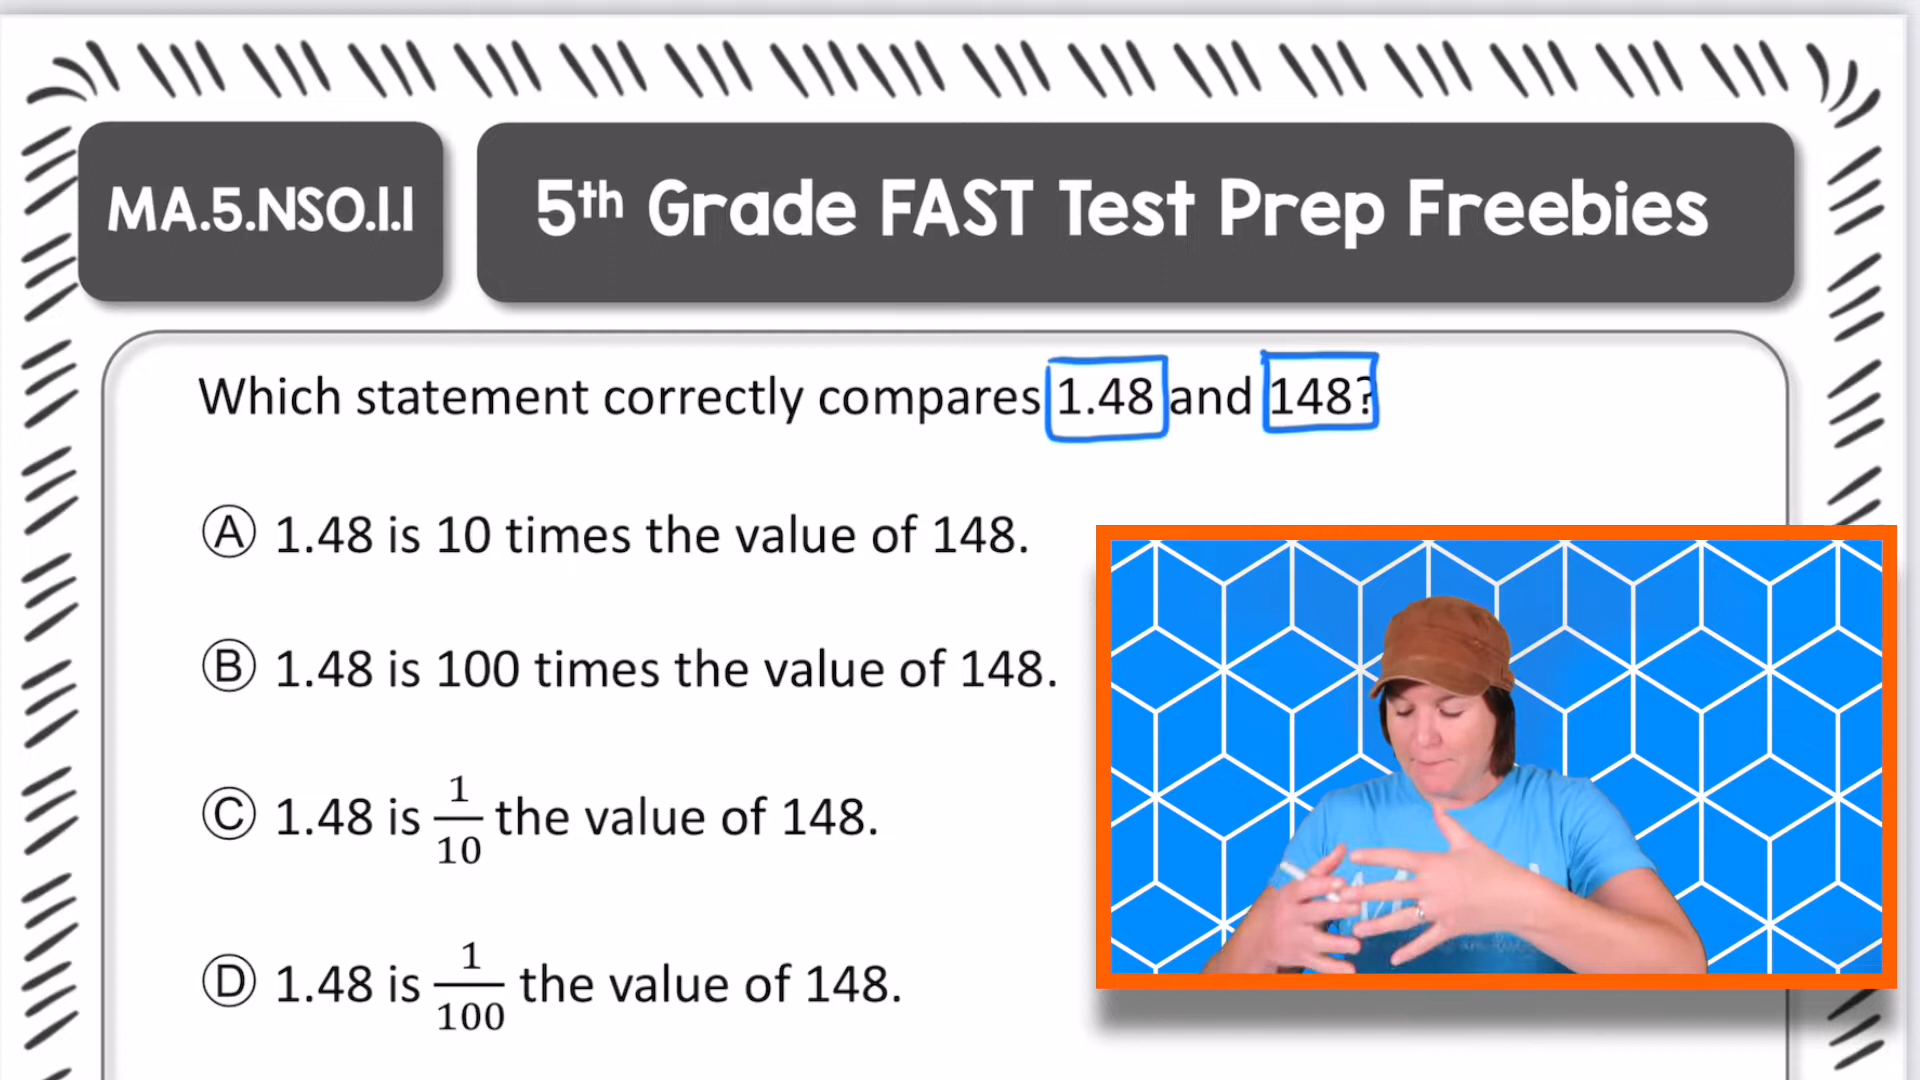 MA.5.NSO.1.1
5th Grade FAST Test Prep Freebies
Which statement correctly compares 1.48 and 148?
Ⓐ 1.48 is 10 times the value of 148.
Ⓑ 1.48 is 100 times the value of 148.
Ⓒ 1.48 is 1/10 the value of 148.
Ⓓ 1.48 is 1/100 the value of 148.